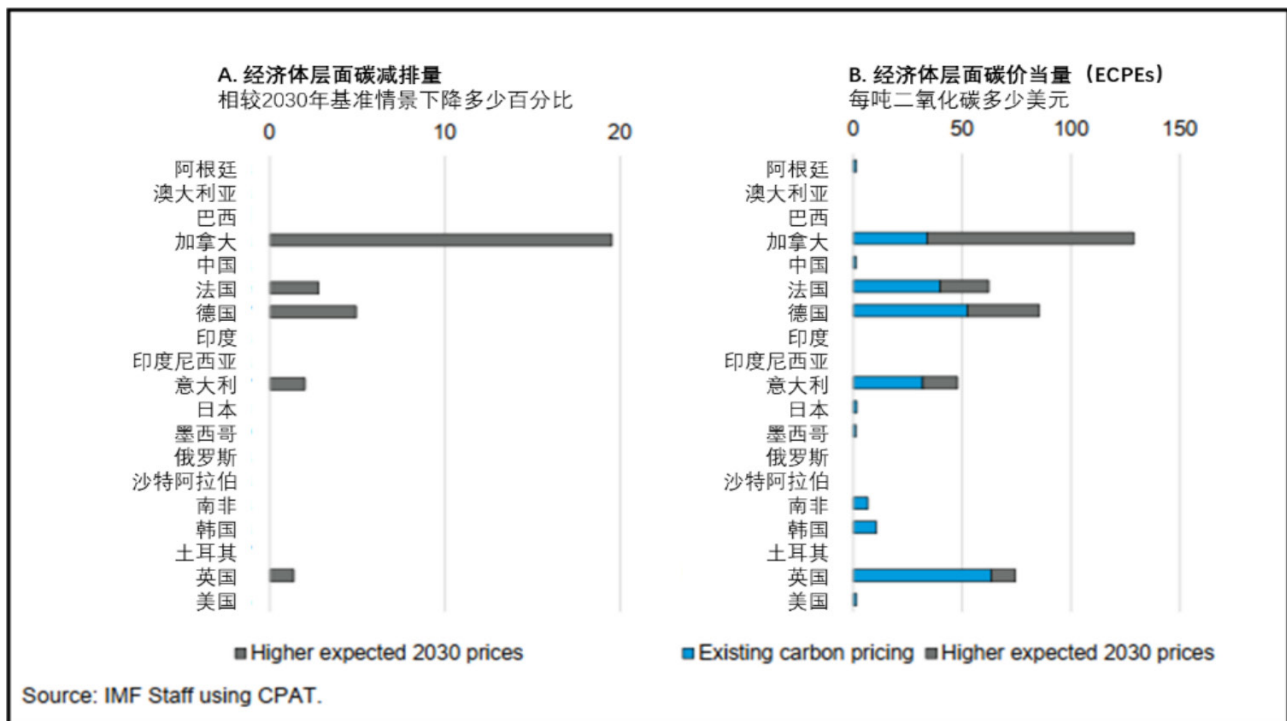 A. 经济体层面碳减排量
相较2030年基准情景下降多少百分比
0 10 20
阿根廷
澳大利亚
巴西
加拿大
中国
法国
德国
印度
印度尼西亚
意大利
日本
墨西哥
俄罗斯
沙特阿拉伯
南非
韩国
土耳其
英国
美国
Higher expected 2030 prices
B. 经济体层面碳价当量（ECPEs）
每吨二氧化碳多少美元
0 50 100 150
阿根廷
澳大利亚
巴西
加拿大
中国
法国
德国
印度
印度尼西亚
意大利
日本
墨西哥
俄罗斯
沙特阿拉伯
南非
韩国
土耳其
英国
美国
Existing carbon pricing Higher expected 2030 prices
Source: IMF Staff using CPAT.